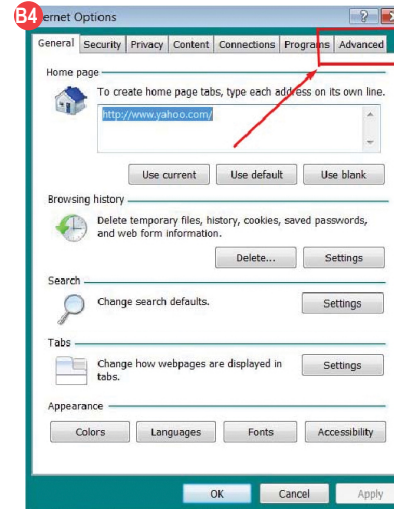 B4
ernet Options
General Security Privacy Content Connections Programs Advanced
Home page
To create home page tabs, type each address on its own line.
http://www.yahoo.com/
Use current Use default Use blank
Browsing history
Delete temporary files, history, cookies, saved passwords,
and web form information.
Delete... Settings
Search
Change search defaults.
Settings
Tabs
Change how webpages are displayed in
tabs.
Settings
Appearance
Colors Languages Fonts Accessibility
OK Cancel Apply